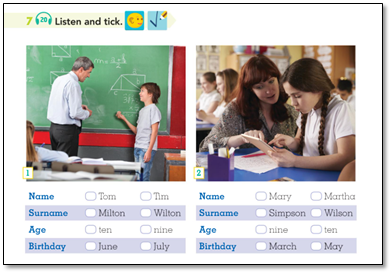 7 20 Listen and tick.
1
2
Name Tom Tim
Surname Milton Wilton
Age ten nine
Birthday June July
Name Mary Martha
Surname Simpson Wilson
Age nine ten
Birthday March May